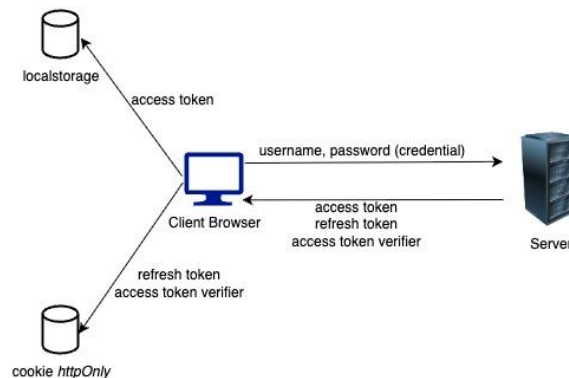 localstorage
access token
username, password (credential)
Client Browser
access token
refresh token
access token verifier
Server
refresh token
access token verifier
cookie httpOnly